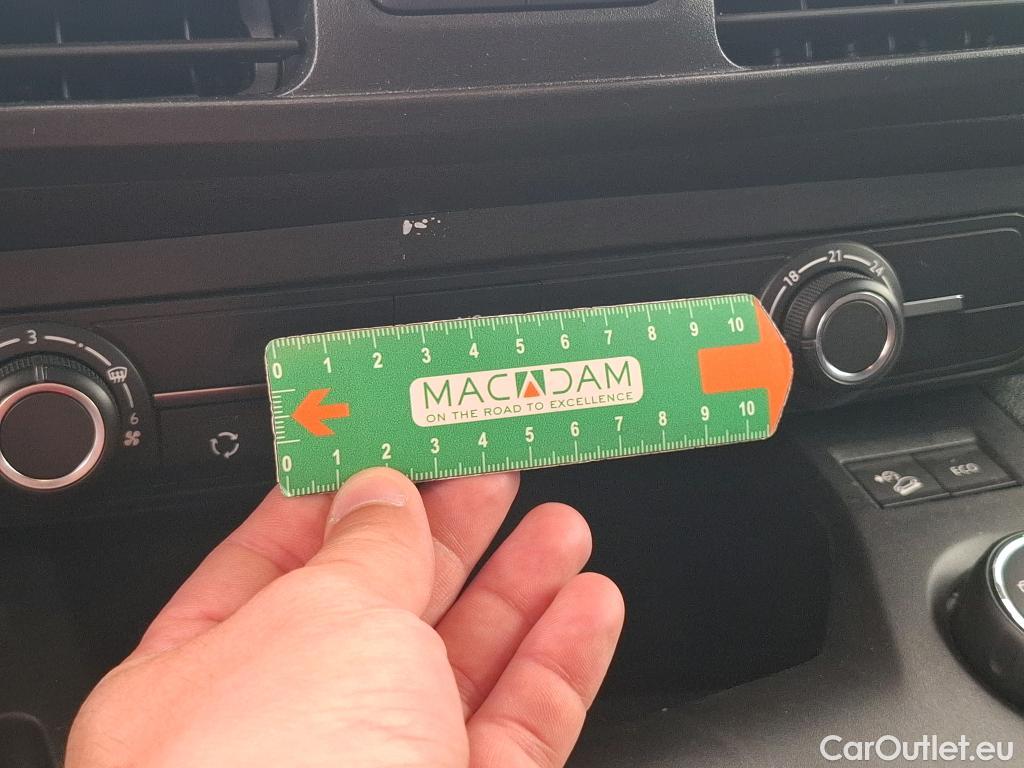 3
6
18 21 24
0 1 2 3 4 5 6 7 8 9 10
MACADAM
ON THE ROAD TO EXCELLENCE
0 1 2 3 4 5 6 7 8 9 10
ECO
CarOutlet.eu